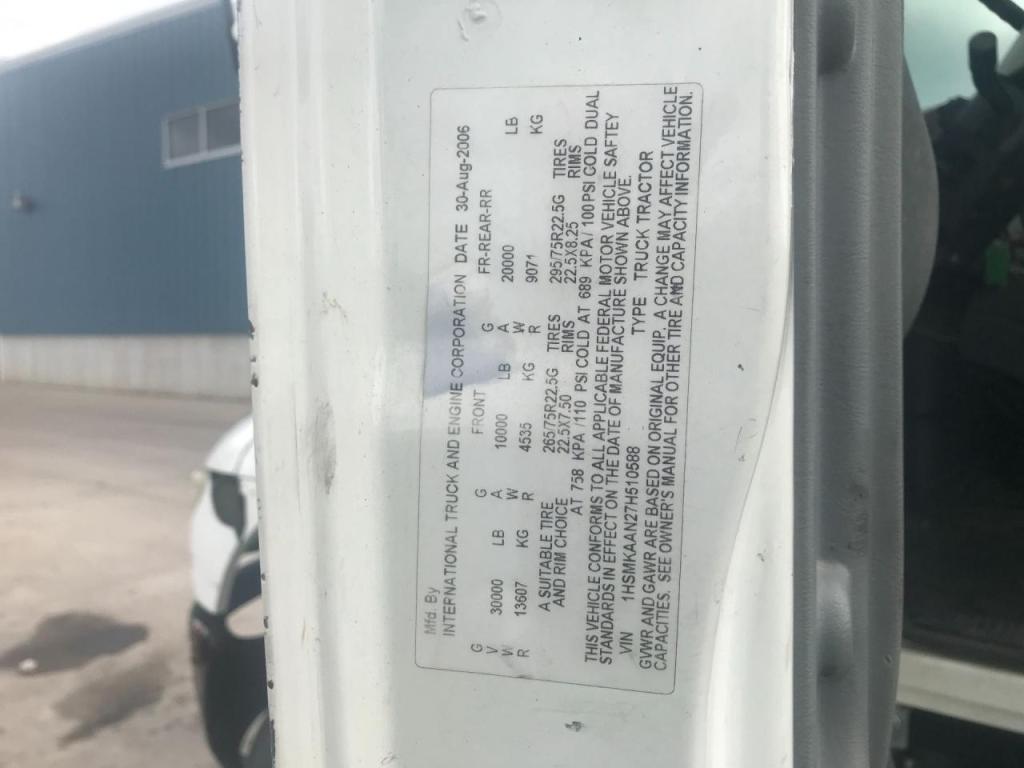 Mfd. By
INTERNATIONAL TRUCK AND ENGINE CORPORATION DATE 30-Aug-2006
G FRONT G FR-REAR-RR
V 30000 LB A 10000 LB A 20000 LB
W 13607 KG W 4535 KG W 9071 KG
R R R
A SUITABLE TIRE 265/75R22.5G TIRES 295/75R22.5G TIRES
AND RIM CHOICE 22.5X7.50 RIMS 22.5X8.25 RIMS
AT 758 KPA /110 PSI COLD AT 689 KPA/ 100PSI COLD DUAL
THIS VEHICLE CONFORMS TO ALL APPLICABLE FEDERAL MOTOR VEHICLE SAFTEY
STANDARDS IN EFFECT ON THE DATE OF MANUFACTURE SHOWN ABOVE.
VIN 1HSMKAAN27H510588 TYPE TRUCK TRACTOR
GVWR AND GAWR ARE BASED ON ORIGINAL EQUIP. A CHANGE MAY AFFECT VEHICLE
CAPACITIES. SEE OWNER'S MANUAL FOR OTHER TIRE AND CAPACITY INFORMATION.